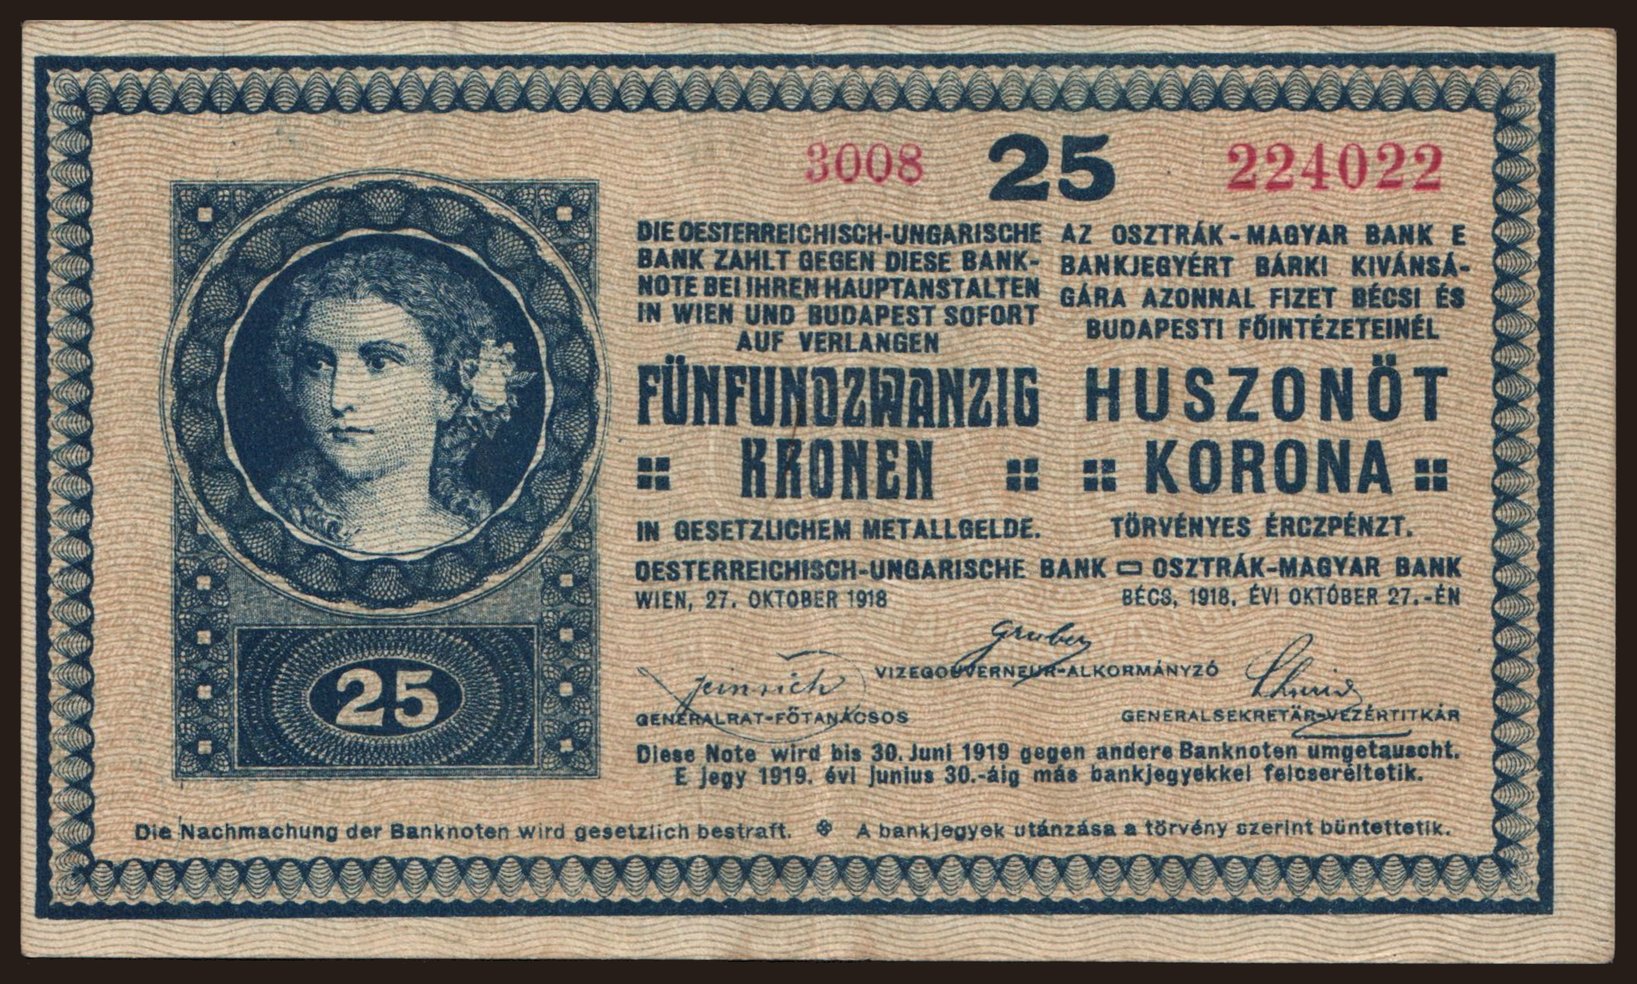 3008 25 224022
DIE OESTERREICHISCH-UNGARISCHE
BANK ZAHLT GEGEN DIESE BANK-
NOTE BEI IHREN HAUPTANSTALTEN
IN WIEN UND BUDAPEST SOFORT
AUF VERLANGEN
FÜNFUNDZWANZIG
KRONEN
IN GESETZLICHEM METALLGELDE.
AZ OSZTRÁK-MAGYAR BANK E
BANKJEGYÉRT BÁRKI KIVÁNSÁ-
GÁRA AZONNAL FIZET BÉCSI ÉS
BUDAPESTI FŐINTÉZETEINÉL
HUSZONÖT
KORONA
TÖRVÉNYES ÉRCZPÉNZT.
OESTERREICHISCH-UNGARISCHE BANK ▭ OSZTRÁK-MAGYAR BANK
WIEN, 27. OKTOBER 1918
BÉCS, 1918. ÉVI OKTÓBER 27.-ÉN
Gruber
VIZEGOUVERNEUR-ALKORMÁNYZÓ
GENERALRAT-FŐTANÁCSOS
GENERALSEKRETÄR-VEZÉRTITKÁR
Diese Note wird bis 30. Juni 1919 gegen andere Banknoten umgetauscht.
E jegy 1919. évi junius 30.-áig más bankjegyekkel felcseréltetik.
25
Die Nachmachung der Banknoten wird gesetzlich bestraft. A bankjegyek utánzása a törvény szerint büntettetik.